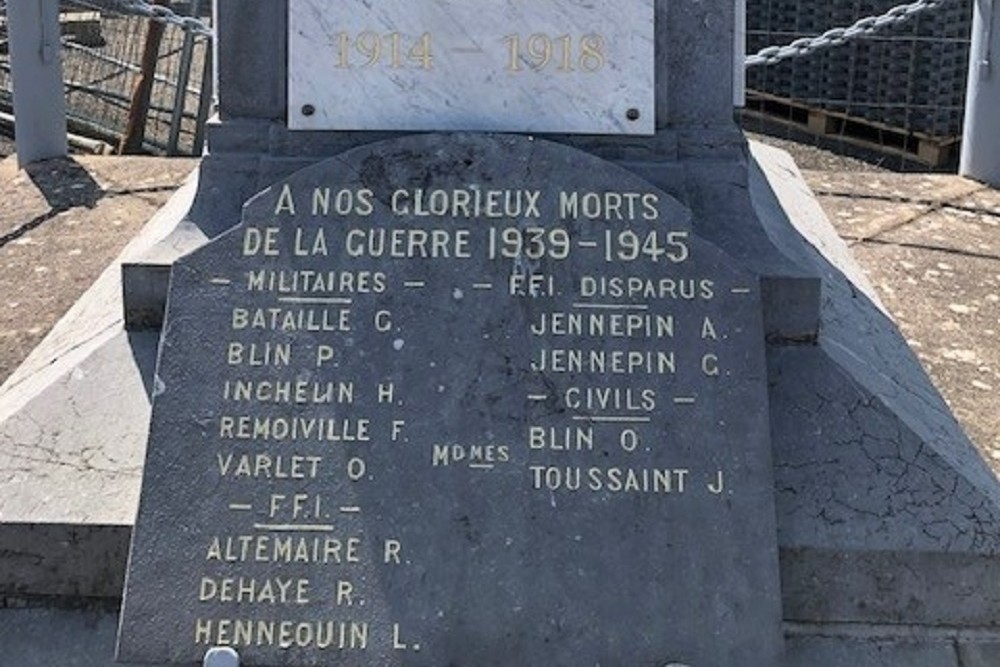 1914 - 1918
A NOS GLORIEUX MORTS
DE LA GUERRE 1939-1945
- MILITAIRES -
BATAILLE G.
BLIN P.
INGHELIN H.
REMOIVILLE F.
VARLET O.
- F.F.I. -
ALTEMAIRE R.
DEHAYE R.
HENNEQUIN L.
- F.F.I. DISPARUS -
JENNEPIN A.
JENNEPIN G.
- CIVILS -
MDMES BLIN O.
TOUSSAINT J.